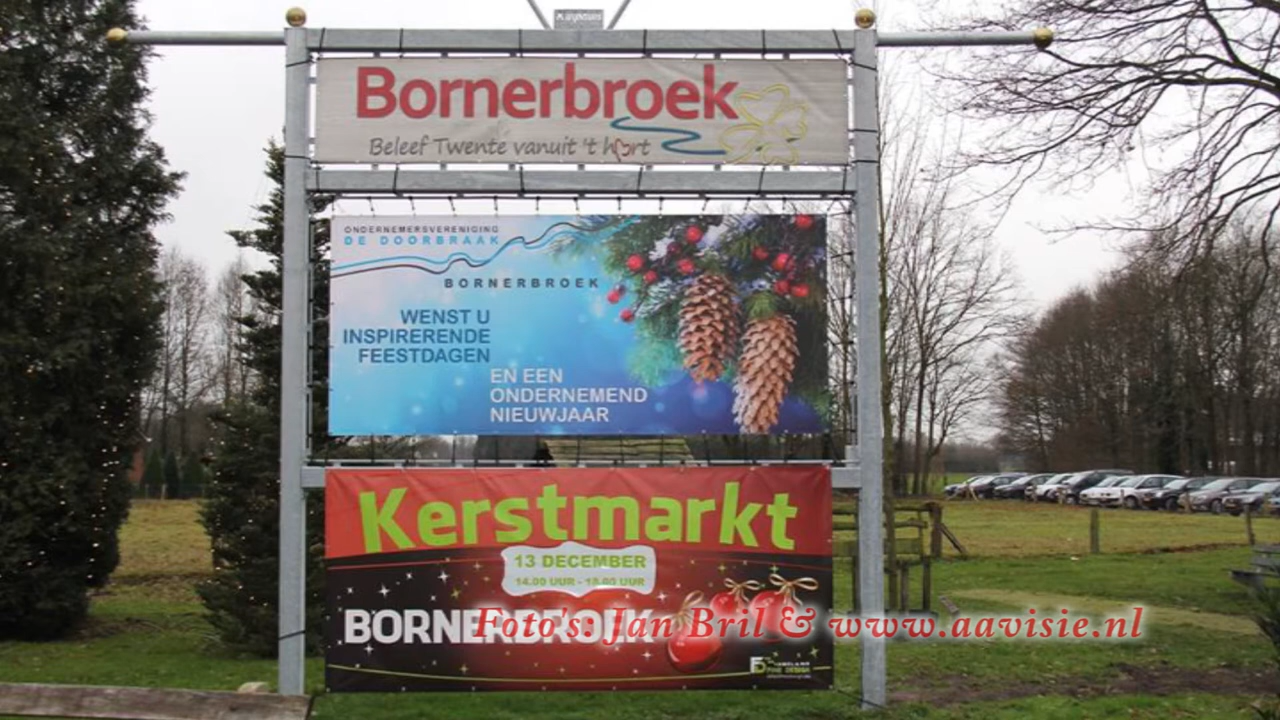 Bornerbroek
Beleef Twente vanuit 't hart
ONDERNEMERSVERENIGING
DE DOORBRAAK
BORNERBROEK
WENST U
INSPIRERENDE
FEESTDAGEN
EN EEN
ONDERNEMEND
NIEUWJAAR
Kerstmarkt
13 DECEMBER
14.00 UUR - 18.00 UUR
BORNERBROEK
Foto's: Jan Bril & www.aavisie.nl